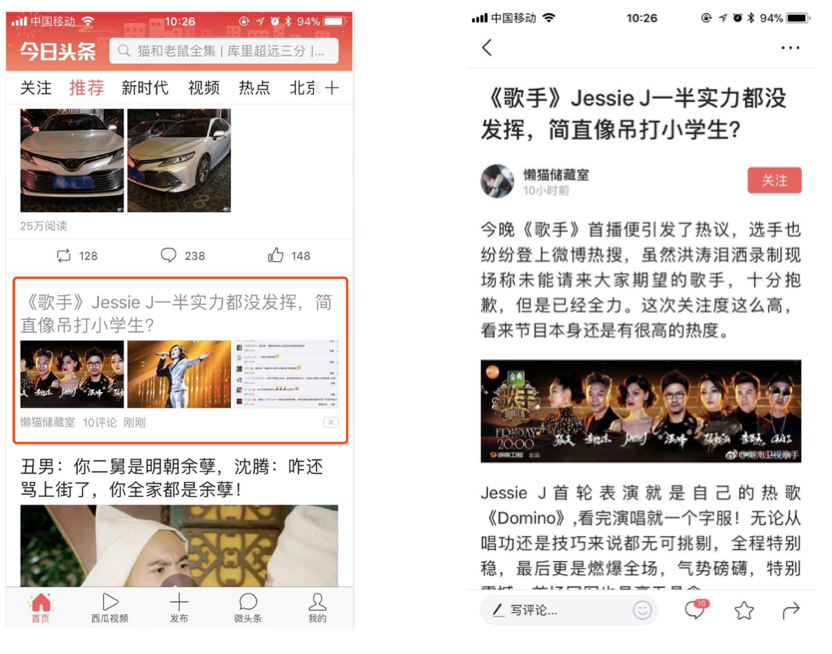 中国移动
10:26
94%
今日头条
猫和老鼠全集 | 库里超远三分 |...
关注 推荐 新时代 视频 热点 北京
25万阅读
128 238 148
《歌手》Jessie J一半实力都没发挥，简
直像吊打小学生？
懒猫储藏室 10评论 刚刚
丑男：你二舅是明朝余孽，沈腾：咋还
骂上街了，你全家都是余孽！
首页 西瓜视频 发布 微头条 我的
中国移动
10:26
94%
《歌手》Jessie J一半实力都没
发挥，简直像吊打小学生？
懒猫储藏室
10小时前
关注
今晚《歌手》首播便引发了热议，选手也
纷纷登上微博热搜，虽然洪涛泪洒录制现
场称未能请来大家期望的歌手，十分抱
歉，但是已经全力。这次关注度这么高，
看来节目本身还是有很高的热度。
歌手
FRIDAY
20:00
Jessie J首轮表演就是自己的热歌
《Domino》,看完演唱就一个字服！无论从
唱功还是技巧来说都无可挑剔，全程特别
稳，最后更是燃爆全场，气势磅礴，特别
写评论...
10